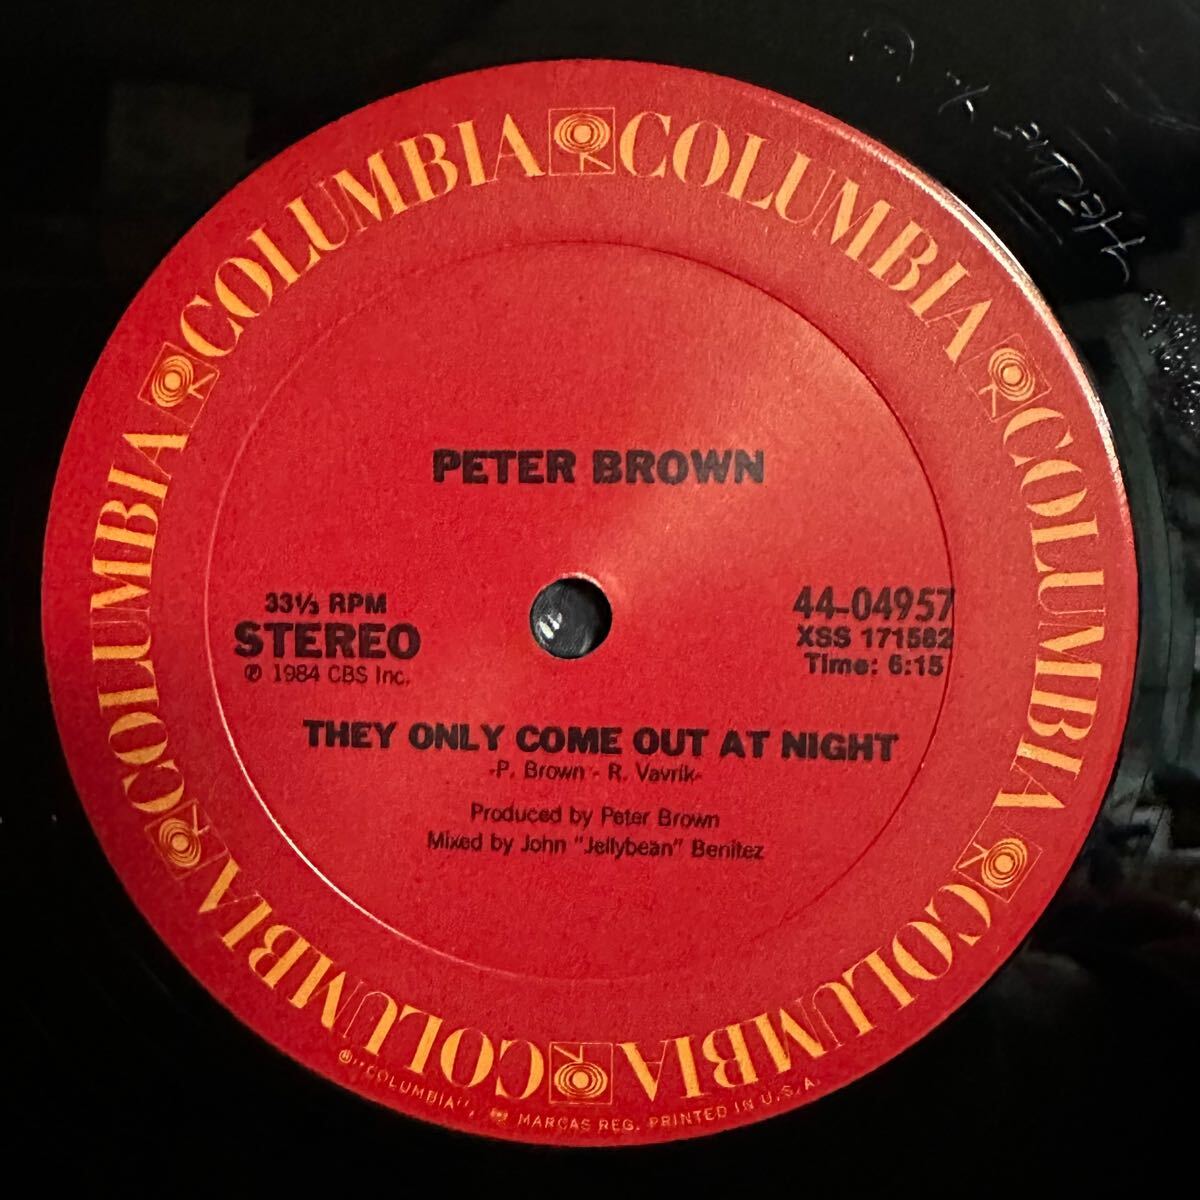 COLUMBIA COLUMBIA COLUMBIA COLUMBIA COLUMBIA COLUMBIA COLUMBIA COLUMBIA
PETER BROWN
33⅓ RPM
STEREO
℗ 1984 CBS Inc.
44-04957
XSS 171582
Time: 6:15
THEY ONLY COME OUT AT NIGHT
-P. Brown - R. Vavrik-
Produced by Peter Brown
Mixed by John "Jellybean" Benitez
®"COLUMBIA", MARCAS REG. PRINTED IN U.S.A.